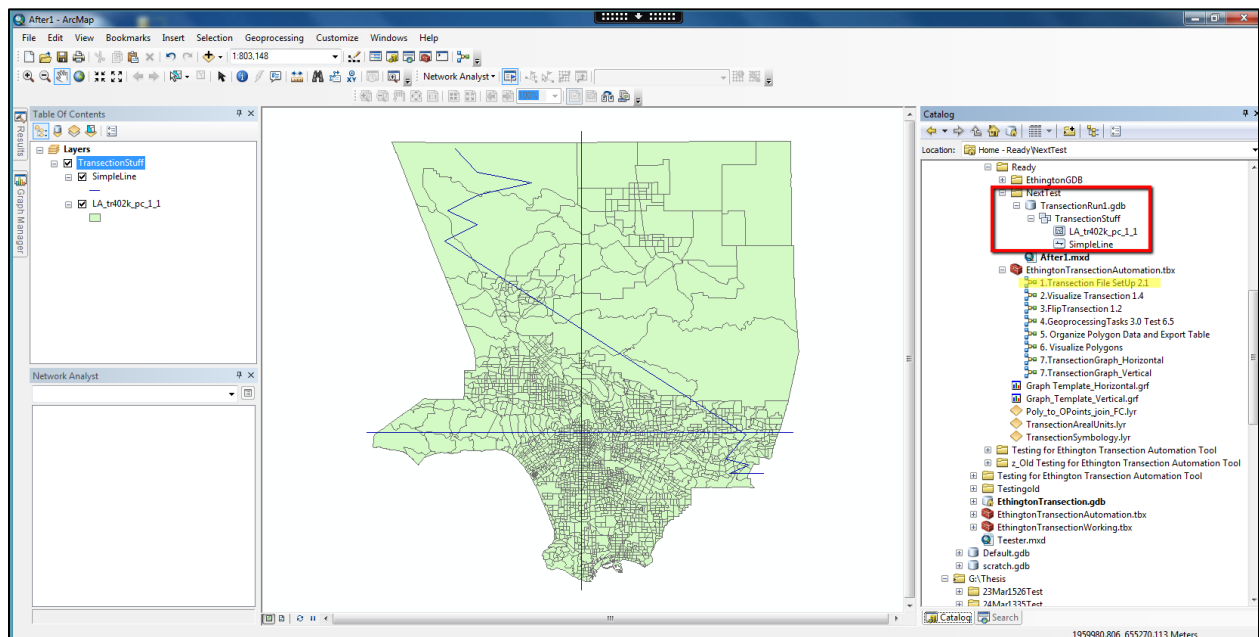 After1 - ArcMap
File Edit View Bookmarks Insert Selection Geoprocessing Customize Windows Help
1:803,148
Network Analyst
100%
Table Of Contents
Layers
TransectionStuff
SimpleLine
LA_tr402k_pc_1_1
Results
Graph Manager
Network Analyst
Catalog
Location: Home - Ready\NextTest
Ready
EthingtonGDB
NextTest
TransectionRun1.gdb
TransectionStuff
LA_tr402k_pc_1_1
SimpleLine
After1.mxd
EthingtonTransectionAutomation.tbx
1.Transection File SetUp 2.1
2.Visualize Transection 1.4
3.FlipTransection 1.2
4.GeoprocessingTasks 3.0 Test 6.5
5. Organize Polygon Data and Export Table
6. Visualize Polygons
7.TransectionGraph_Horizontal
7.TransectionGraph_Vertical
Graph Template_Horizontal.grf
Graph_Template_Vertical.grf
Poly_to_OPoints_join_FC.lyr
TransectionArealUnits.lyr
TransectionSymbology.lyr
Testing for Ethington Transection Automation Tool
z_Old Testing for Ethington Transection Automation Tool
Testing for Ethington Transection Automation Tool
Testingold
EthingtonTransection.gdb
EthingtonTransectionAutomation.tbx
EthingtonTransectionWorking.tbx
Teester.mxd
Default.gdb
scratch.gdb
G:\Thesis
23Mar1526Test
24Mar1335Test
Catalog Search
1959980.806 655270.113 Meters